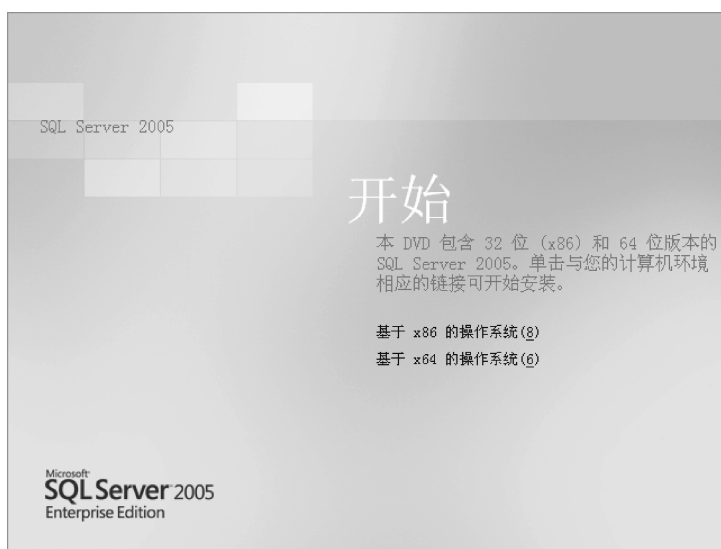 SQL Server 2005
开始
本 DVD 包含 32 位 (x86) 和 64 位版本的
SQL Server 2005。单击与您的计算机环境
相应的链接可开始安装。
基于 x86 的操作系统(8)
基于 x64 的操作系统(6)
Microsoft
SQL Server 2005
Enterprise Edition